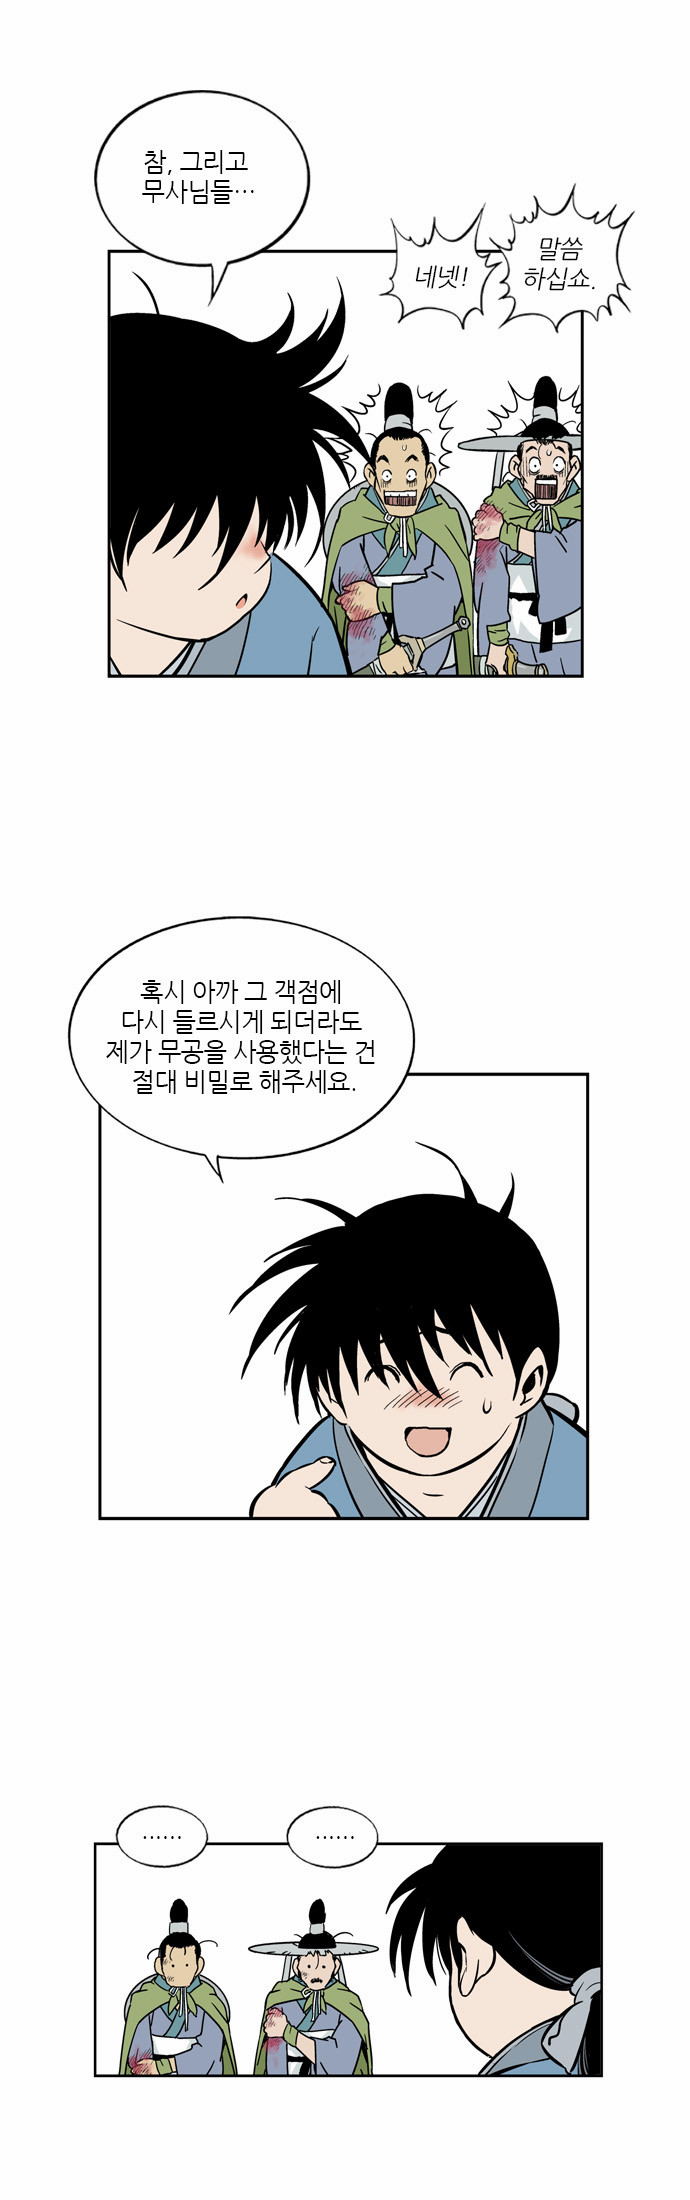 참, 그리고
무사님들…
네넷!
말씀
하십쇼.
혹시 아까 그 객점에
다시 들르시게 되더라도
제가 무공을 사용했다는 건
절대 비밀로 해주세요.
……
……